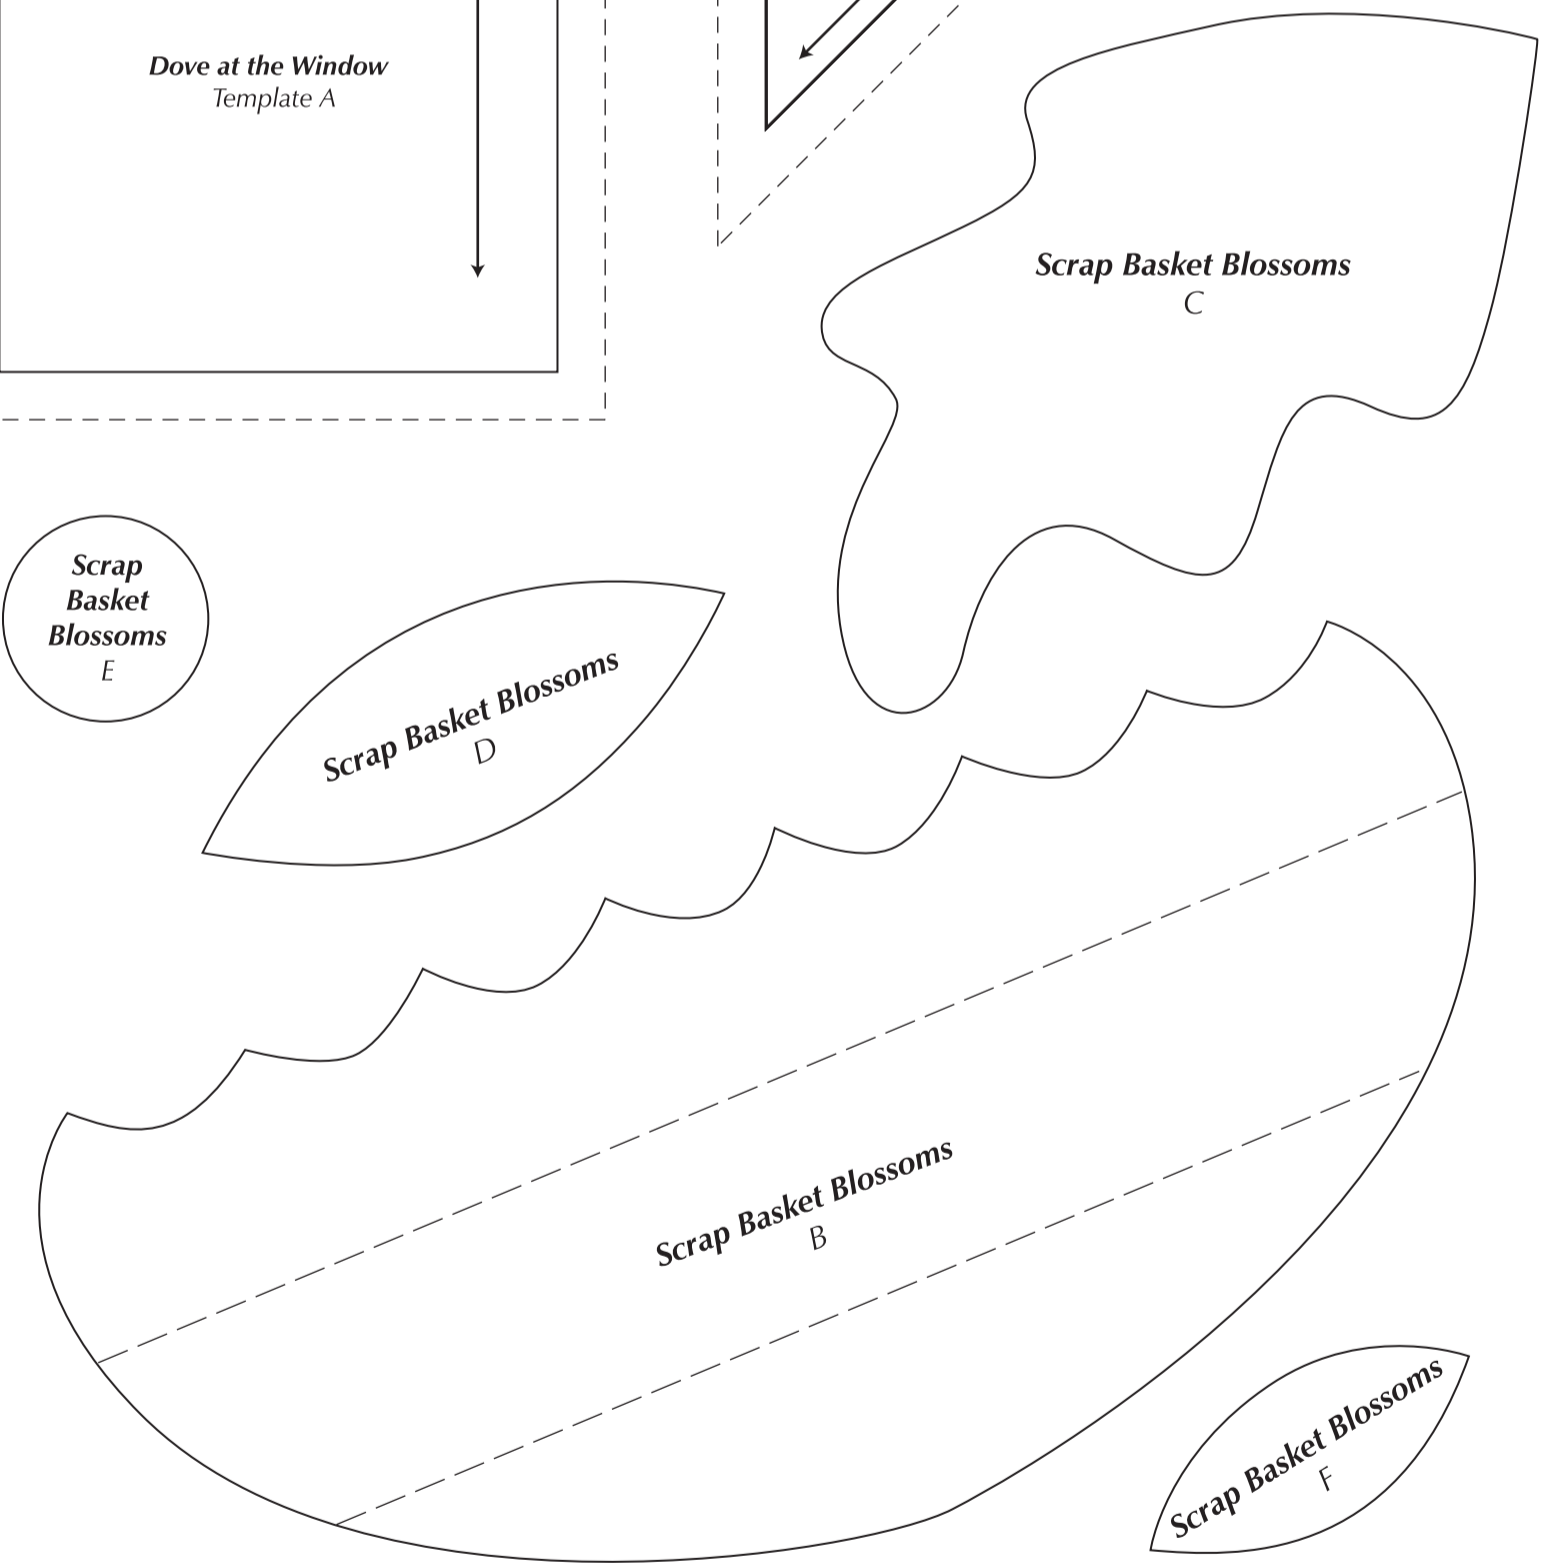 Dove at the Window
Template A
Scrap Basket Blossoms
C
Scrap
Basket
Blossoms
E
Scrap Basket Blossoms
D
Scrap Basket Blossoms
B
Scrap Basket Blossoms
F